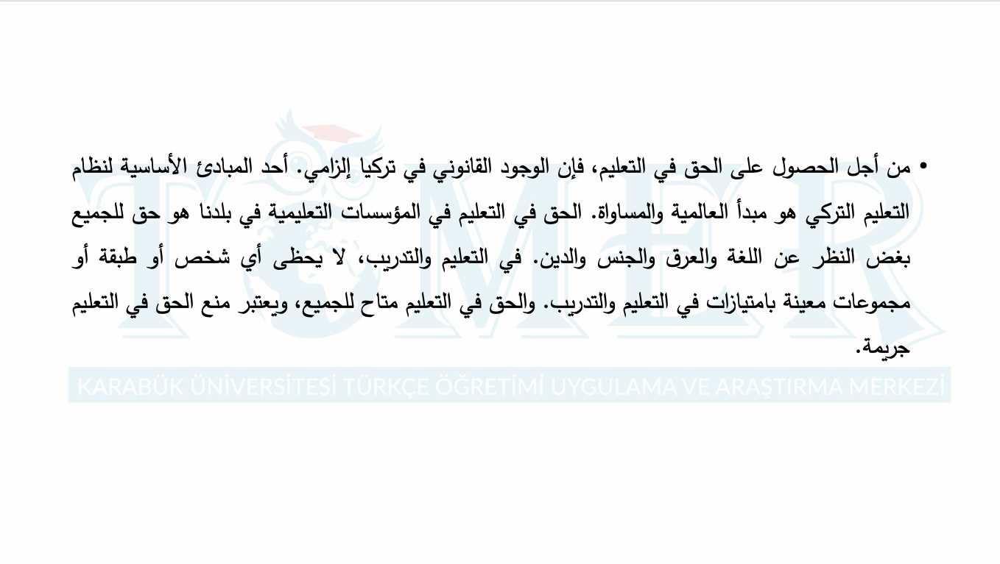 • من أجل الحصول على الحق في التعليم، فإن الوجود القانوني في تركيا إلزامي. أحد المبادئ الأساسية لنظام
التعليم التركي هو مبدأ العالمية والمساواة. الحق في التعليم في المؤسسات التعليمية في بلدنا هو حق للجميع
بغض النظر عن اللغة والعرق والجنس والدين. في التعليم والتدريب، لا يحظى أي شخص أو طبقة أو
مجموعات معينة بامتيازات في التعليم والتدريب. والحق في التعليم متاح للجميع، ويعتبر منع الحق في التعليم
جريمة.
TÖMER
KARABÜK ÜNİVERSİTESİ TÜRKÇE ÖĞRETİMİ UYGULAMA VE ARAŞTIRMA MERKEZİ